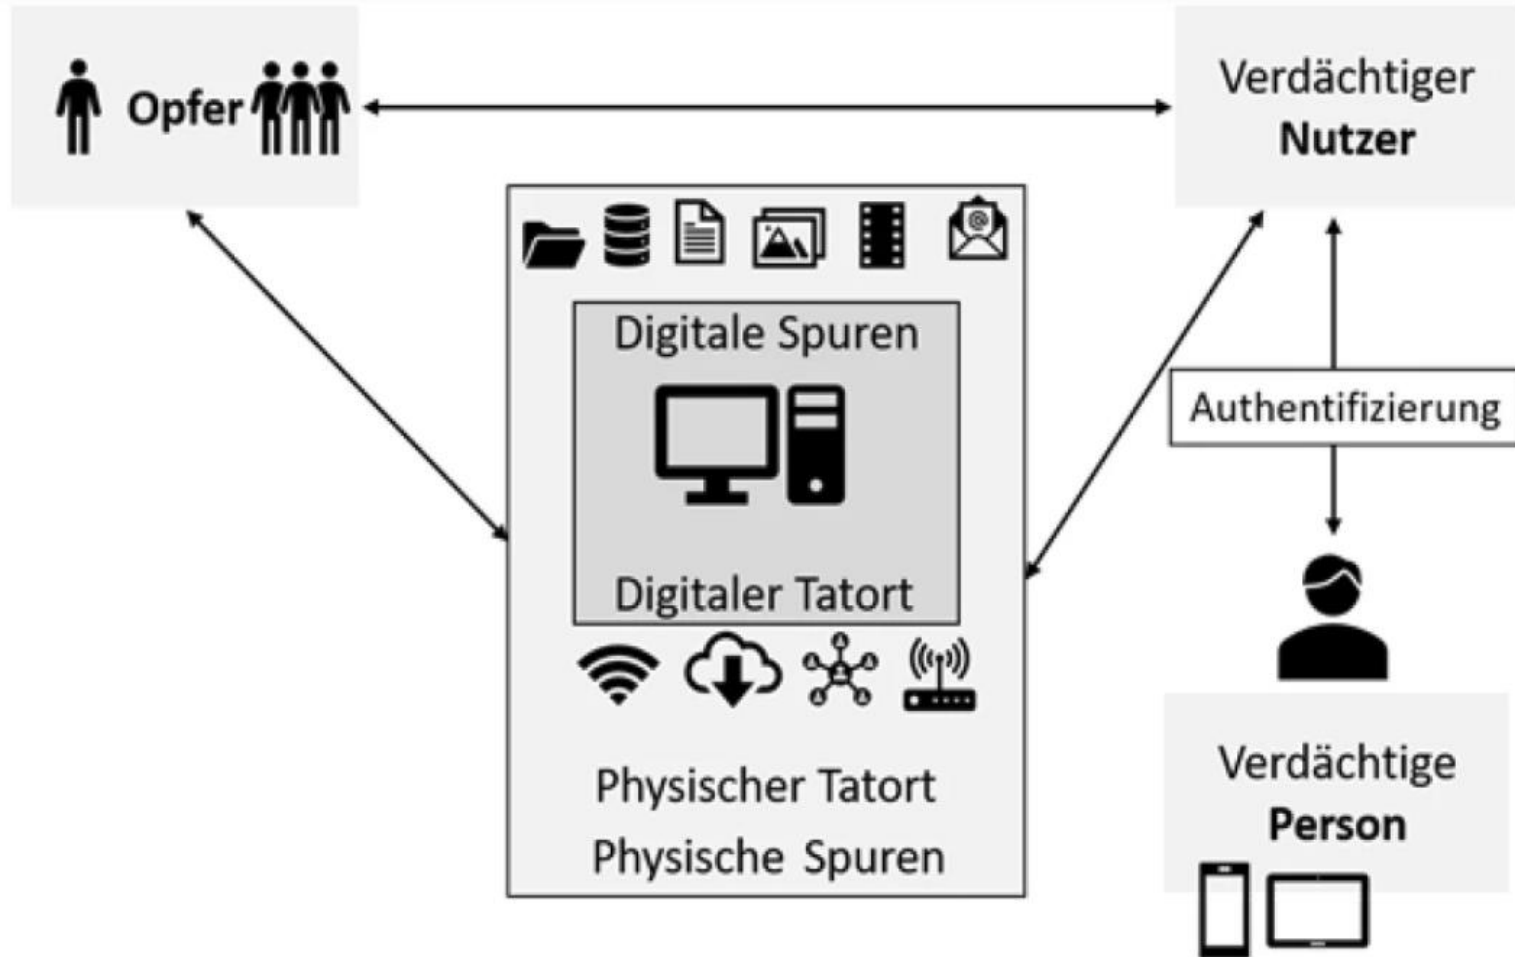 Opfer
Verdächtiger
Nutzer
Digitale Spuren
Digitaler Tatort
Authentifizierung
Physischer Tatort
Physische Spuren
Verdächtige
Person